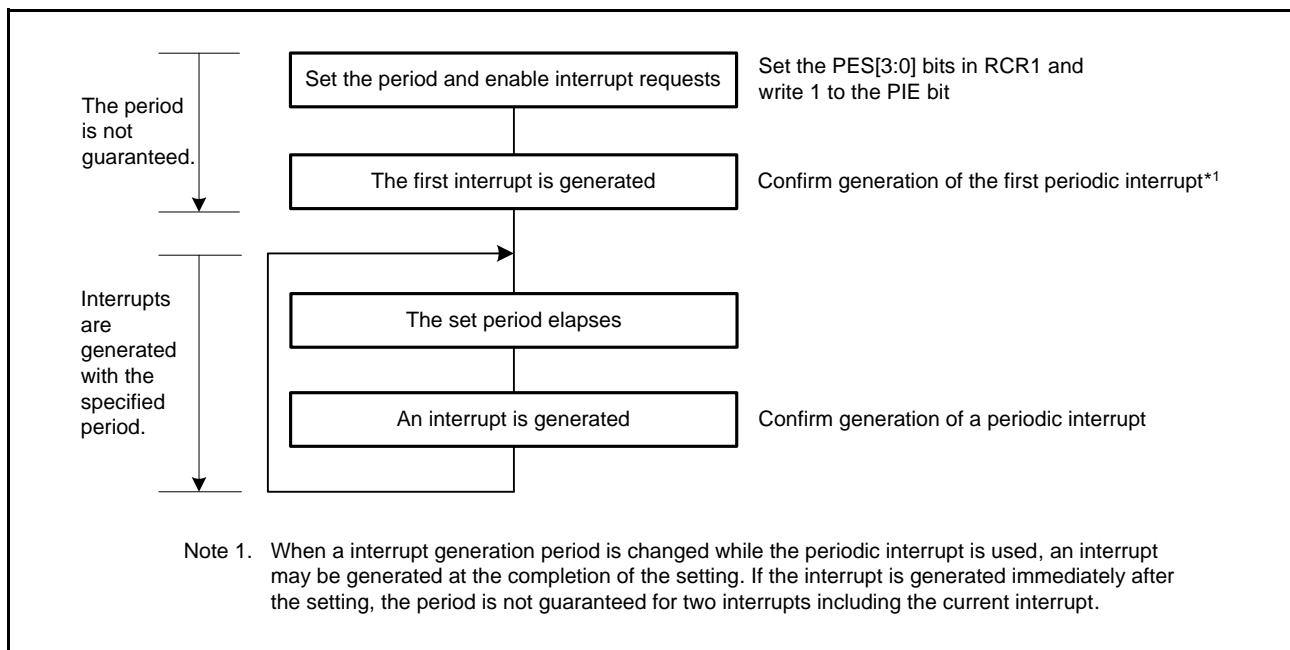 Set the period and enable interrupt requests
Set the PES[3:0] bits in RCR1 and
write 1 to the PIE bit
The period
is not
guaranteed.
The first interrupt is generated
Confirm generation of the first periodic interrupt*1
Interrupts
are
generated
with the
specified
period.
The set period elapses
An interrupt is generated
Confirm generation of a periodic interrupt
Note 1. When a interrupt generation period is changed while the periodic interrupt is used, an interrupt
may be generated at the completion of the setting. If the interrupt is generated immediately after
the setting, the period is not guaranteed for two interrupts including the current interrupt.